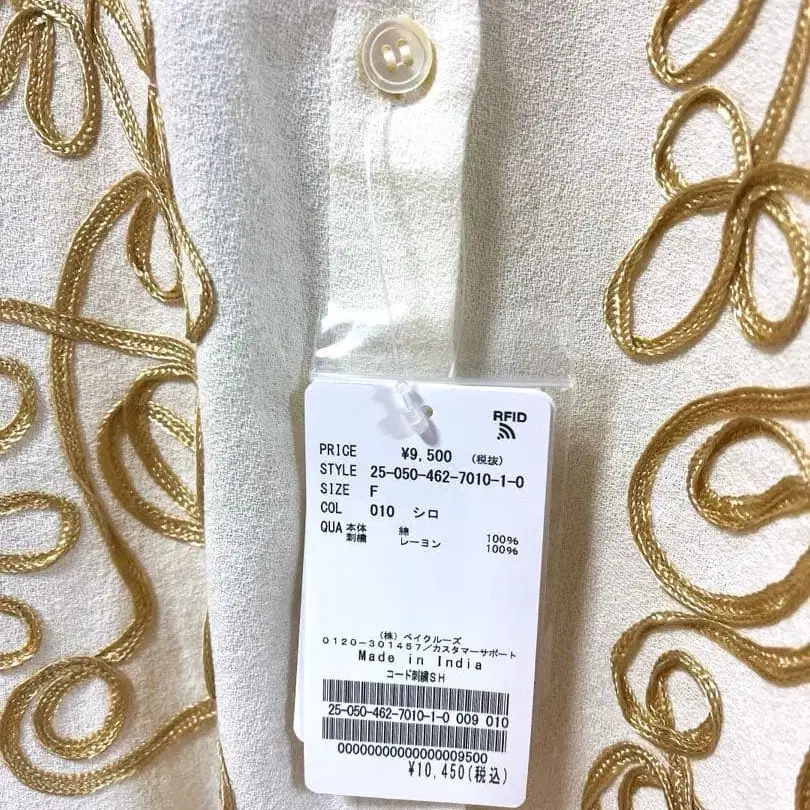 RFID
PRICE ¥9,500 (税抜)
STYLE 25-050-462-7010-1-0
SIZE F
COL 010 シロ
QUA 本体 綿 100%
刺繍 レーヨン 100%
(株) ベイクルーズ
0120-301457/カスタマーサポート
Made in India
コード刺繍SH
25-050-462-7010-1-0 009 010
00000000000000009500
¥10,450(税込)